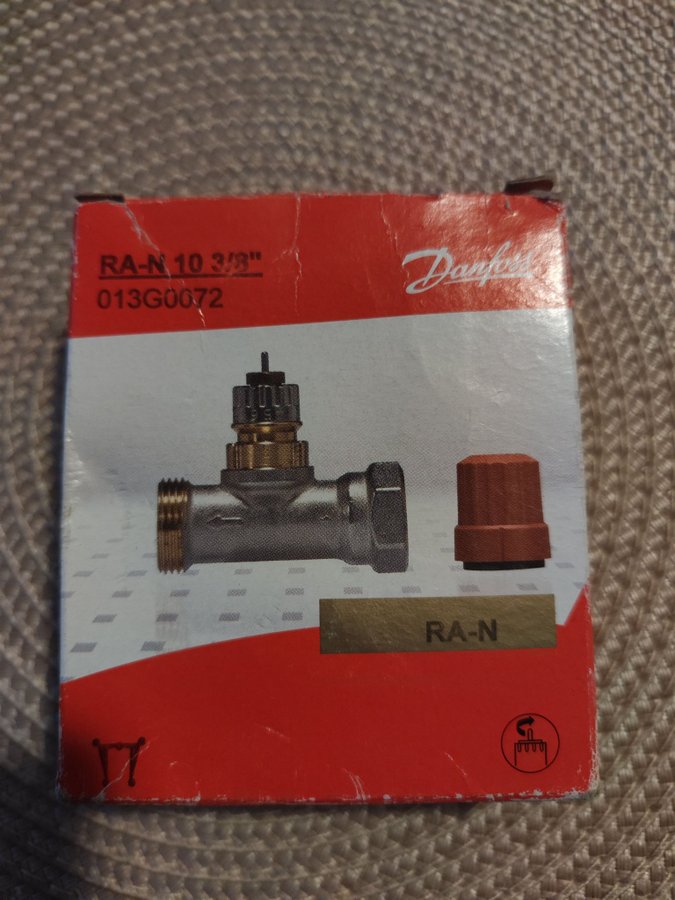 RA-N 10 3/8"
013G0072
Danfoss
RA-N